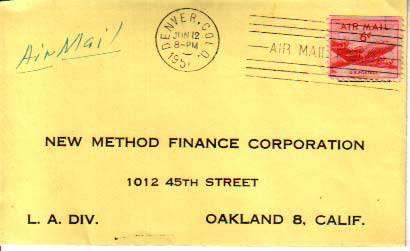 Air Mail
DENVER, COLO.
JUN 12
8-PM
AIR MAIL
AIR MAIL
6¢
NEW METHOD FINANCE CORPORATION
1012 45TH STREET
L. A. DIV. OAKLAND 8, CALIF.